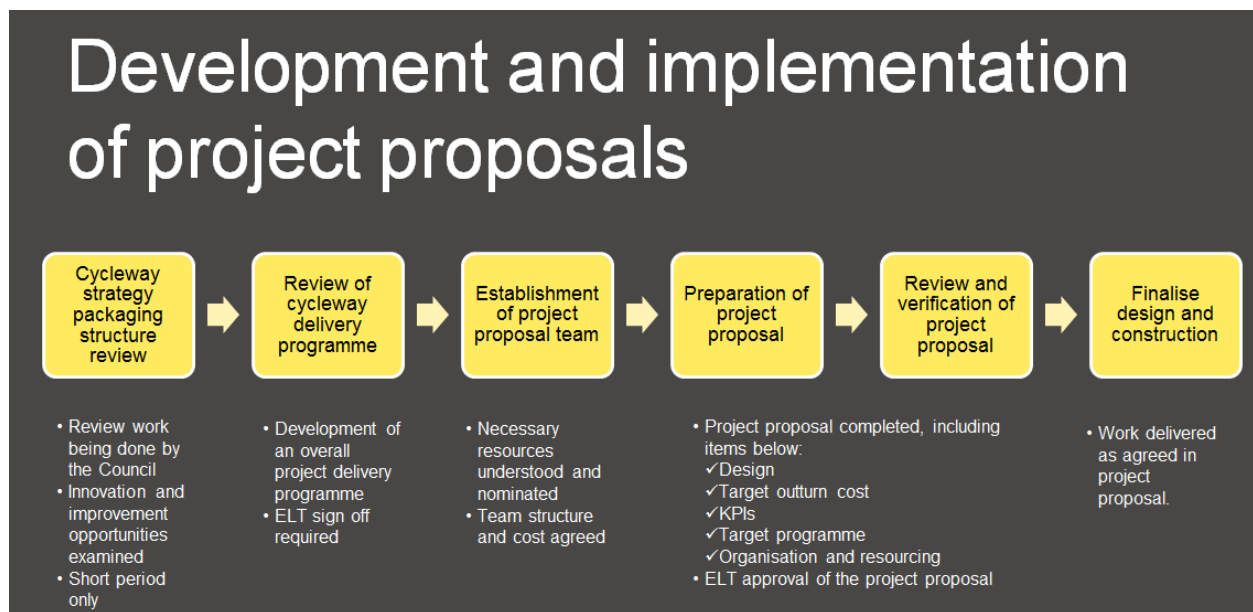 Development and implementation
of project proposals
Cycleway
strategy
packaging
structure
review
Review of
cycleway
delivery
programme
Establishment
of project
proposal team
Preparation of
project
proposal
Review and
verification of
project
proposal
Finalise
design and
construction
• Review work
being done by
the Council
• Innovation and
improvement
opportunities
examined
• Short period
only
• Development of
an overall
project delivery
programme
• ELT sign off
required
• Necessary
resources
understood and
nominated
• Team structure
and cost agreed
• Project proposal completed, including
items below:
✓Design
✓Target outturn cost
✓KPIs
✓Target programme
✓Organisation and resourcing
• ELT approval of the project proposal
• Work delivered
as agreed in
project
proposal.